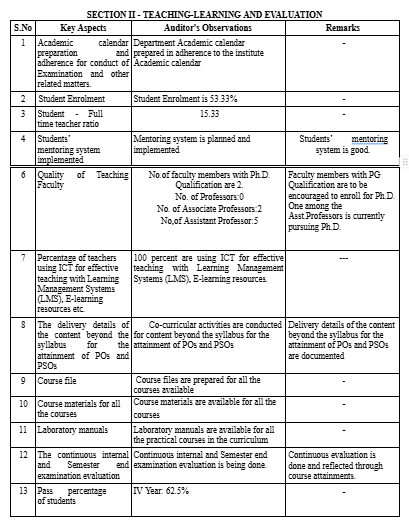 SECTION II - TEACHING-LEARNING AND EVALUATION
S.No Key Aspects Auditor's Observations Remarks
1 Academic calendar preparation and adherence for conduct of Examination and other related matters. Department Academic calendar prepared in adherence to the institute Academic calendar -
2 Student Enrolment Student Enrolment is 53.33% -
3 Student - Full time teacher ratio 15.33 -
4 Students' mentoring system implemented Mentoring system is planned and implemented Students' mentoring system is good.
6 Quality of Teaching Faculty No.of faculty members with Ph.D. Qualification are 2. No. of Professors:0 No. of Associate Professors:2 No,of Assistant Professor:5 Faculty members with PG Qualification are to be encouraged to enroll for Ph.D. One among the Asst.Professors is currently pursuing Ph.D.
7 Percentage of teachers using ICT for effective teaching with Learning Management Systems (LMS), E-learning resources etc. 100 percent are using ICT for effective teaching with Learning Management Systems (LMS), E-learning resources. ---
8 The delivery details of the content beyond the syllabus for the attainment of POs and PSOs Co-curricular activities are conducted for content beyond the syllabus for the attainment of POs and PSOs Delivery details of the content beyond the syllabus for the attainment of POs and PSOs are documented
9 Course file Course files are prepared for all the courses available -
10 Course materials for all the courses Course materials are available for all the courses -
11 Laboratory manuals Laboratory manuals are available for all the practical courses in the curriculum -
12 The continuous internal and Semester end examination evaluation Continuous internal and Semester end examination evaluation is being done. Continuous evaluation is done and reflected through course attainments.
13 Pass percentage of students IV Year: 62.5% -